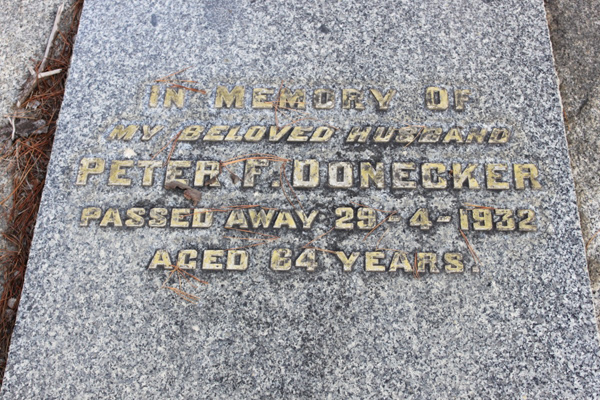 IN MEMORY OF
MY BELOVED HUSBAND
PETER F. DONECKER
PASSED AWAY 29-4-1932
AGED 64 YEARS.